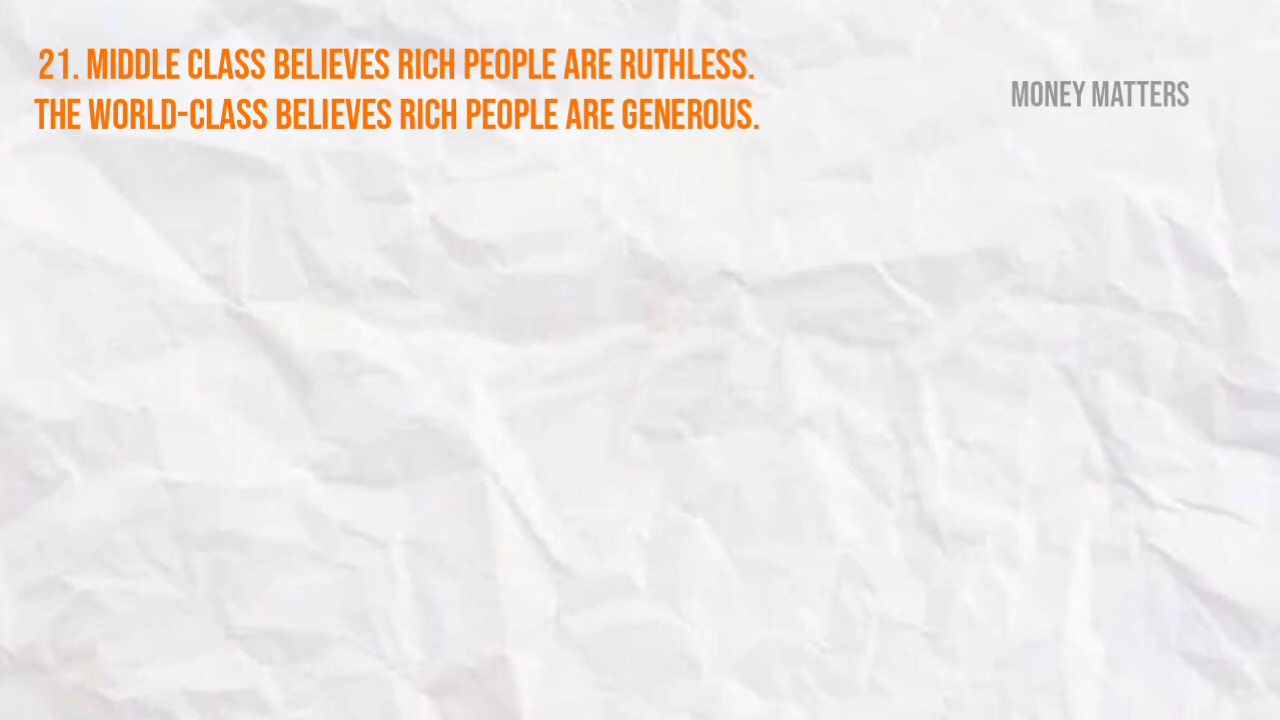 21. MIDDLE CLASS BELIEVES RICH PEOPLE ARE RUTHLESS.
THE WORLD-CLASS BELIEVES RICH PEOPLE ARE GENEROUS.
MONEY MATTERS